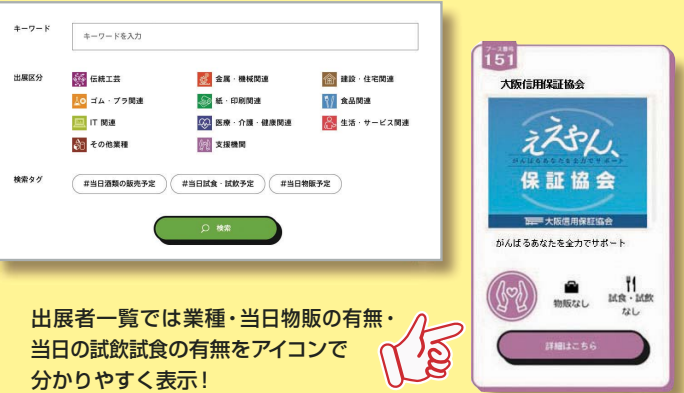 キーワード
キーワードを入力
出展区分
伝統工芸
金属・機械関連
建設・住宅関連
ゴム・プラ関連
紙・印刷関連
食品関連
IT 関連
医療・介護・健康関連
生活・サービス関連
その他業種
支援機関
検索タグ
#当日酒類の販売予定
#当日試食・試飲予定
#当日物販予定
検索
出展者一覧では業種・当日物販の有無・
当日の試飲試食の有無をアイコンで
分かりやすく表示!
ブース番号
151
大阪信用保証協会
ええやん、
がんばるあなたを全力でサポート
保証協会
大阪信用保証協会
がんばるあなたを全力でサポート
物販なし
試食・試飲
なし
詳細はこちら